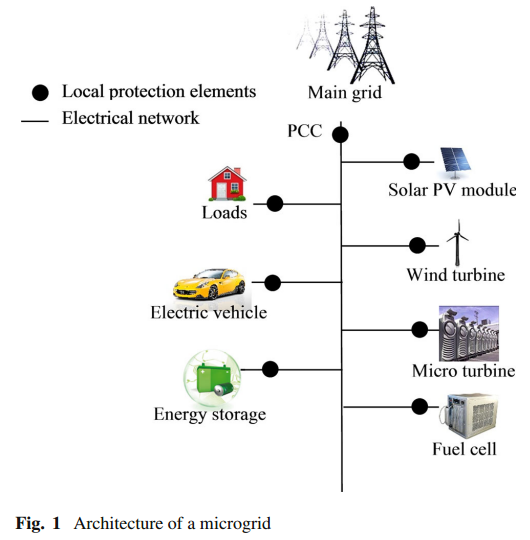 Local protection elements
Electrical network
Main grid
PCC
Solar PV module
Loads
Wind turbine
Electric vehicle
Micro turbine
Energy storage
Fuel cell
Fig. 1 Architecture of a microgrid